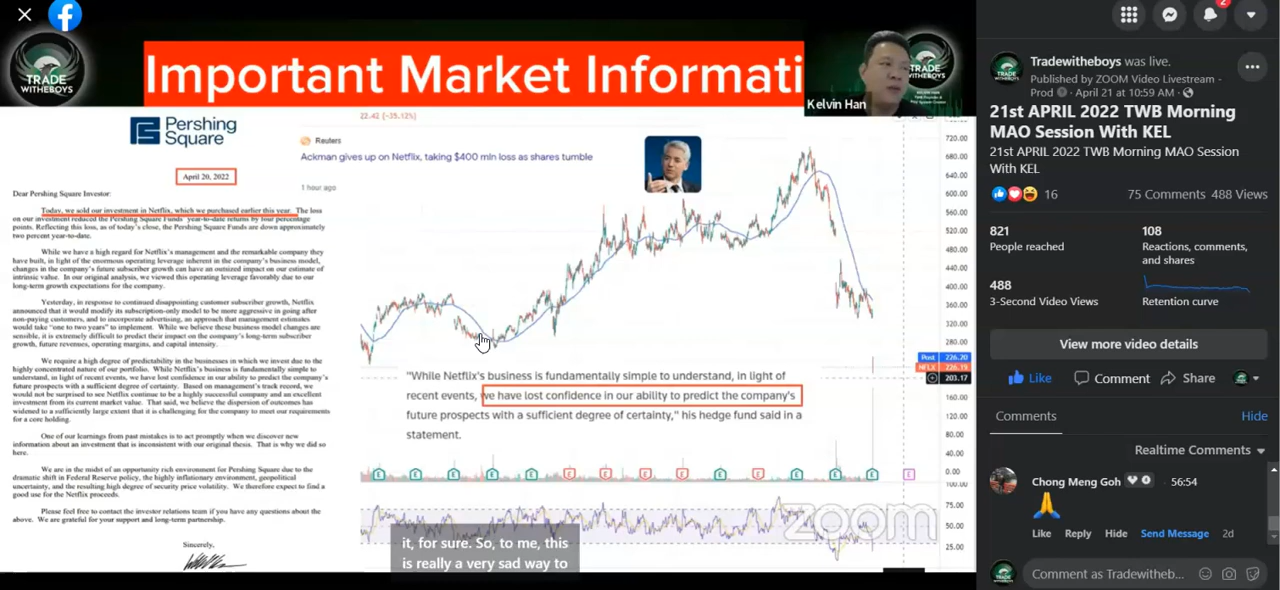 TRADE
WITHEBOYS
Important Market Informati
TRADE
WITHEBOYS
Kelvin Han
Pershing
Square
April 20, 2022
Dear Pershing Square Investor:
Today, we sold our investment in Netflix, which we purchased earlier this year. The loss
on our investment reduced the Pershing Square Funds' year-to-date returns by four percentage
points. Reflecting this loss, as of today's close, the Pershing Square Funds are down approximately
two percent year-to-date.
While we have a high regard for Netflix's management and the remarkable company they
have built, in light of the enormous operating leverage inherent in the company's business model,
changes in the company's future subscriber growth can have an outsized impact on our estimate of
intrinsic value. In our original analysis, we viewed this operating leverage favorably due to our
long-term growth expectations for the company.
Yesterday, in response to continued disappointing customer subscriber growth, Netflix
announced that it would modify its subscription-only model to be more aggressive in going after
non-paying customers, and to incorporate advertising, an approach that management estimates
would take "one to two years" to implement. While we believe these business model changes are
sensible, it is extremely difficult to predict their impact on the company's long-term subscriber
growth, future revenues, operating margins, and capital intensity.
We require a high degree of predictability in the businesses in which we invest due to the
highly concentrated nature of our portfolio. While Netflix's business is fundamentally simple to
understand, in light of recent events, we have lost confidence in our ability to predict the company's
future prospects with a sufficient degree of certainty. Based on management's track record, we
would not be surprised to see Netflix continue to be a highly successful company and an excellent
investment from its current market value. That said, we believe the dispersion of outcomes has
widened to a sufficiently large extent that it is challenging for the company to meet our requirements
for a core holding.
One of our learnings from past mistakes is to act promptly when we discover new
information about an investment that is inconsistent with our original thesis. That is why we did so
here.
We are in the midst of an opportunity rich environment for Pershing Square due to the
dramatic shift in Federal Reserve policy, the highly inflationary environment, geopolitical
uncertainty, and the resulting high degree of security price volatility. We therefore expect to find a
good use for the Netflix proceeds.
Please feel free to contact the investor relations team if you have any questions about the
above. We are grateful for your support and long-term partnership.
Sincerely,
22.42 (-35.12%)
Reuters
Ackman gives up on Netflix, taking $400 mln loss as shares tumble
1 hour ago
720.00
680.00
640.00
600.00
560.00
520.00
480.00
440.00
400.00
360.00
320.00
280.00
Post 226.20
NFLX 226.19
203.17
160.00
120.00
80.00
40.00
0.00
100.00
75.00
50.00
25.00
"While Netflix's business is fundamentally simple to understand, in light of
recent events, we have lost confidence in our ability to predict the company's
future prospects with a sufficient degree of certainty," his hedge fund said in a
statement.
E E E E E E E E E E E E E E E
zoom
it, for sure. So, to me, this
is really a very sad way to
2
Tradewitheboys was live.
Published by ZOOM Video Livestream -
Prod · April 21 at 10:59 AM ·
21st APRIL 2022 TWB Morning
MAO Session With KEL
21st APRIL 2022 TWB Morning MAO Session
With KEL
16 75 Comments 488 Views
821
People reached
108
Reactions, comments,
and shares
488
3-Second Video Views
Retention curve
View more video details
Like Comment Share
Comments Hide
Realtime Comments
Chong Meng Goh 0 56:54
Like Reply Hide Send Message 2d
Comment as Tradewitheb...